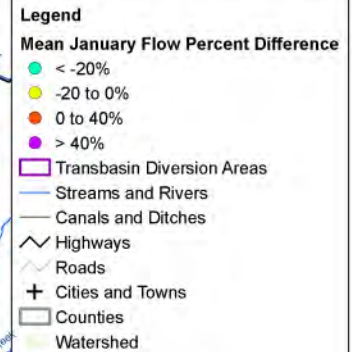 Legend
Mean January Flow Percent Difference
< -20%
-20 to 0%
0 to 40%
> 40%
Transbasin Diversion Areas
Streams and Rivers
Canals and Ditches
Highways
Roads
Cities and Towns
Counties
Watershed